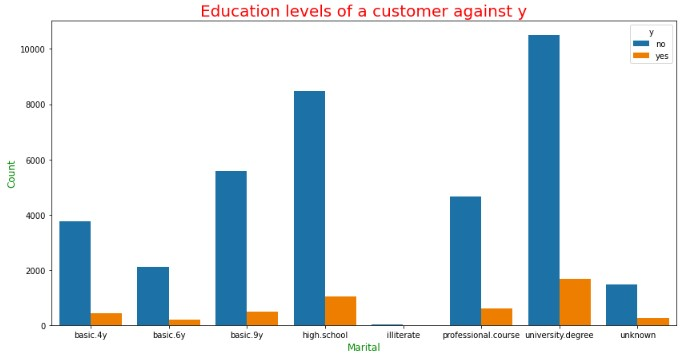 Education levels of a customer against y
y
no
yes
10000
8000
6000
4000
2000
0
Count
basic.4y basic.6y basic.9y high.school illiterate professional.course university.degree unknown
Marital